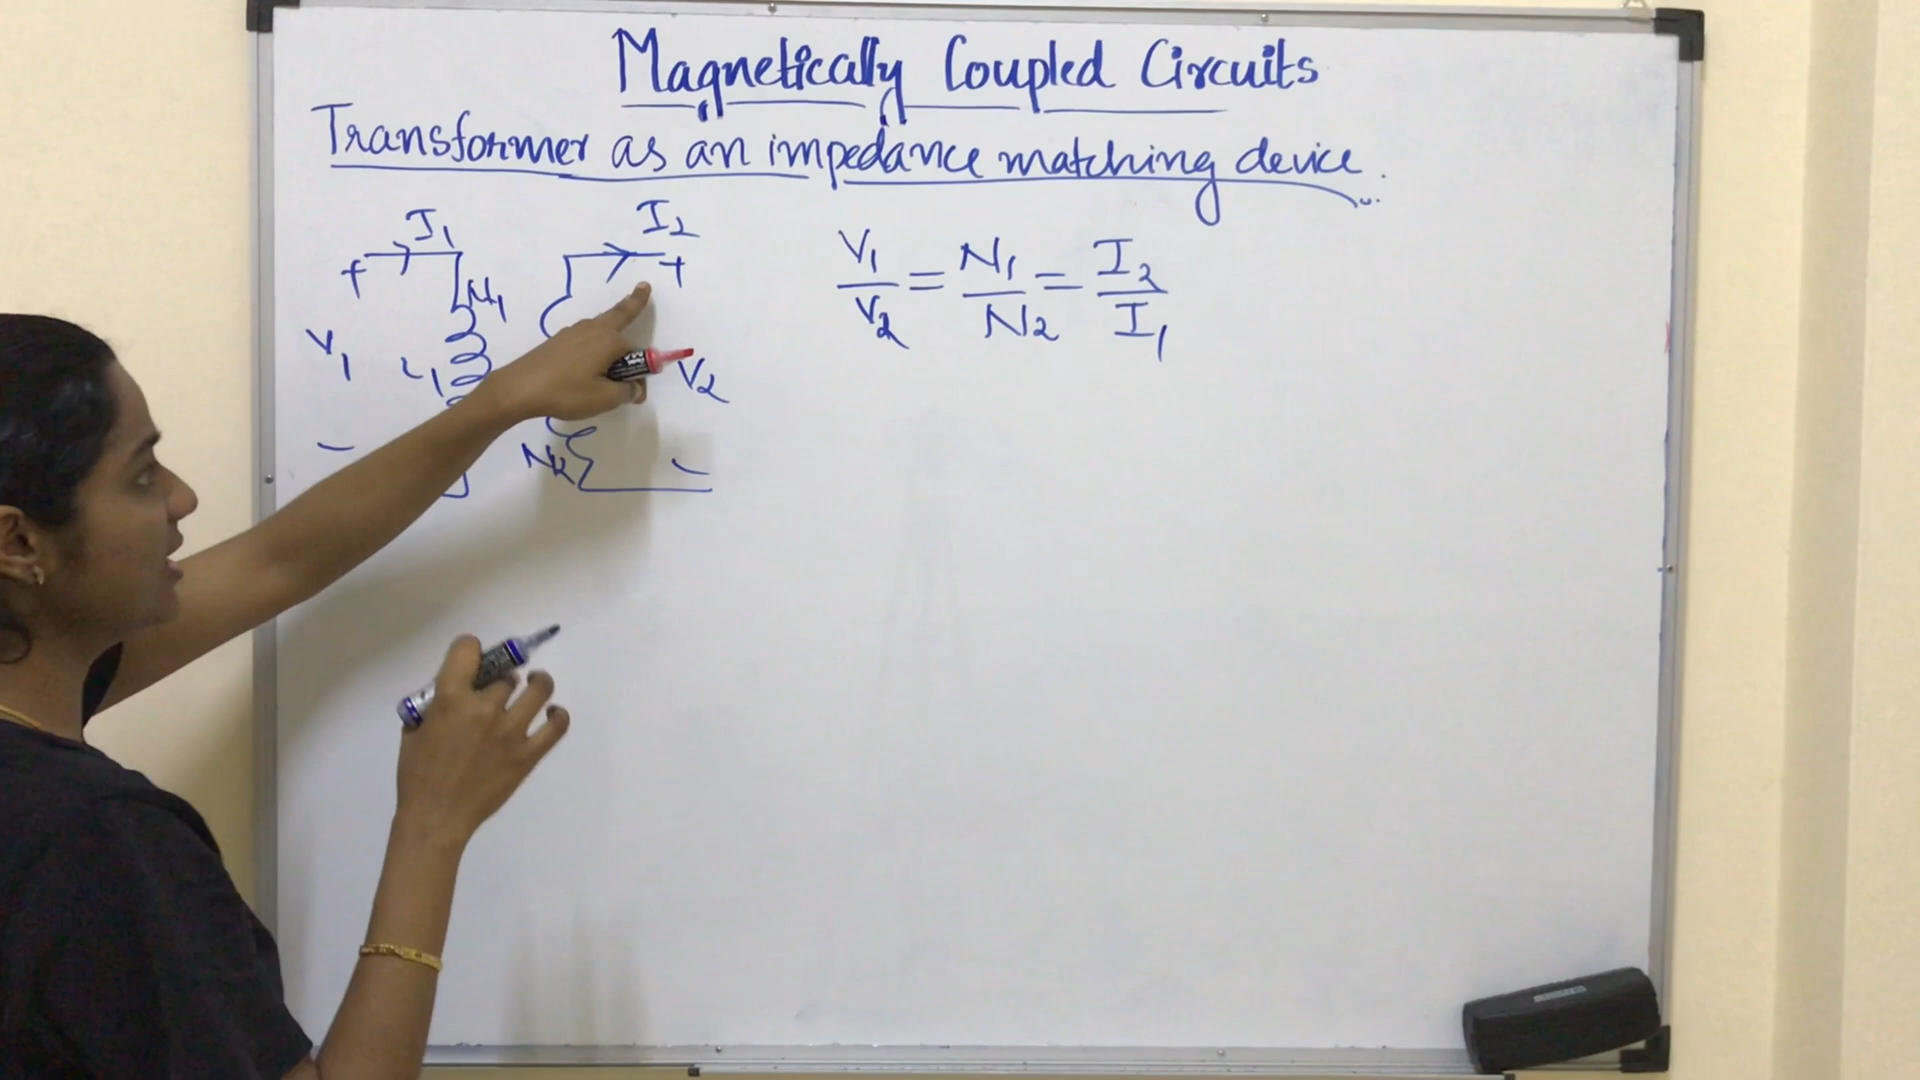 Magnetically Coupled Circuits
Transformer as an impedance matching device.
I1 I2
+ +
N1
V1 L1 V2
- N2 -
V1/V2 = N1/N2 = I2/I1